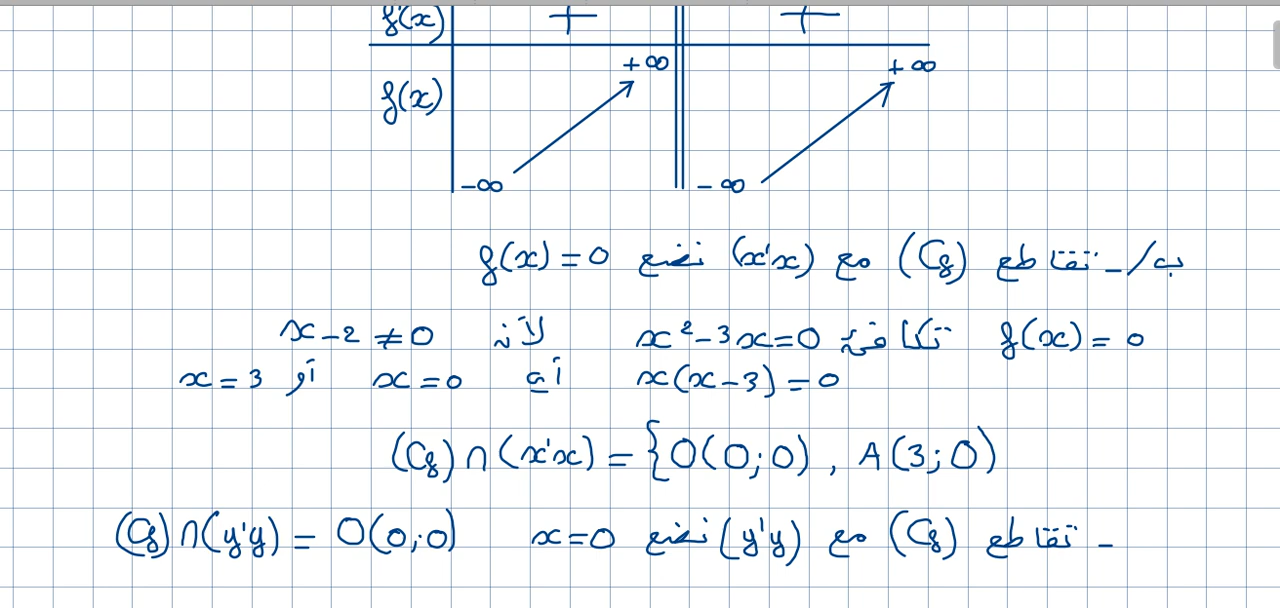 f'(x) + +
f(x) -∞ +∞ -∞ +∞
ب/ - تقاطع (Cf) مع (x'x) نضع f(x) = 0
f(x) = 0 تكافئ x² - 3x = 0 لأنه x - 2 ≠ 0
x(x - 3) = 0 أي x = 0 أو x = 3
(Cf) ∩ (x'x) = {O(0;0) , A(3;0)
- تقاطع (Cf) مع (y'y) نضع x = 0 (Cf) ∩ (y'y) = O(0;0)